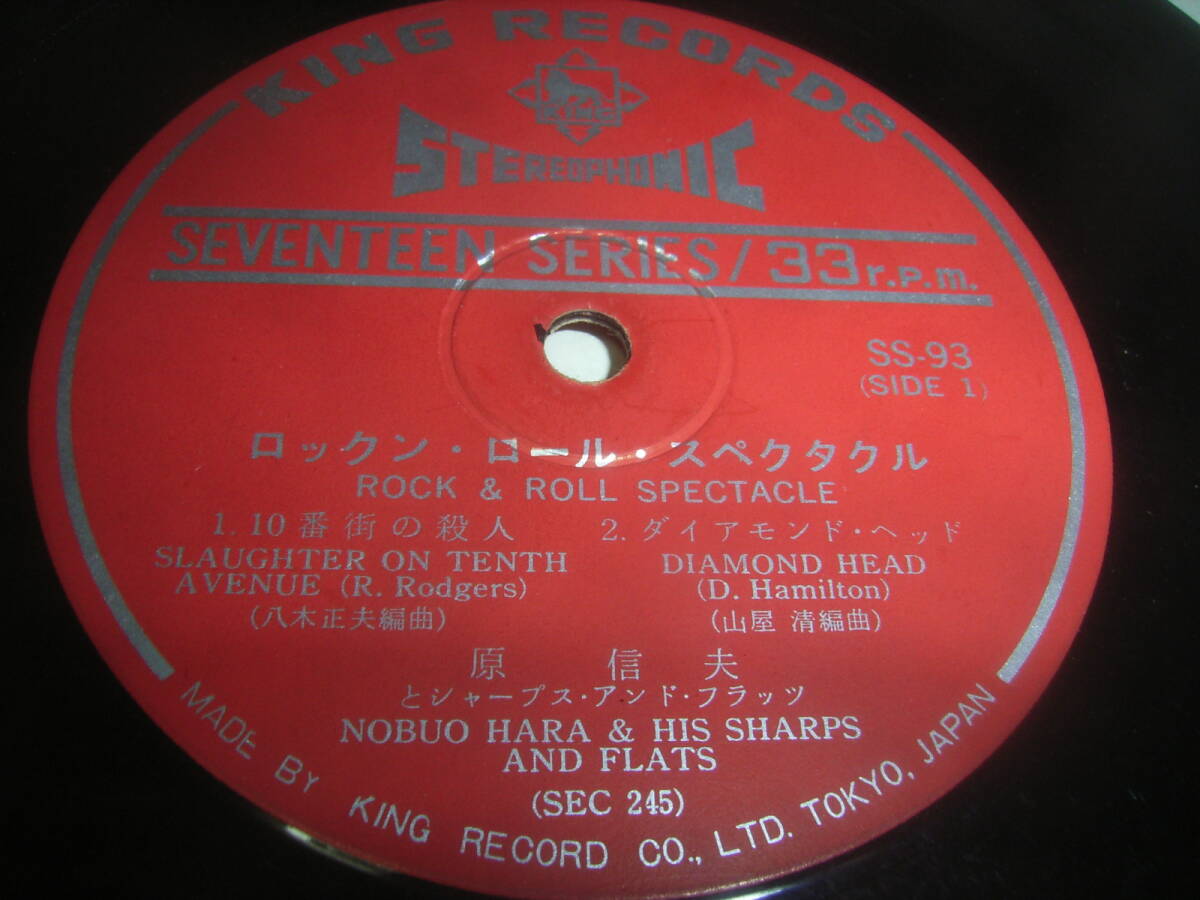 KING RECORDS
KING
STEREOPHONIC
SEVENTEEN SERIES/33r.p.m.
SS-93
(SIDE 1)
ロックン・ロール・スペクタクル
ROCK & ROLL SPECTACLE
1. 10番街の殺人
SLAUGHTER ON TENTH
AVENUE (R. Rodgers)
(八木正夫編曲)
2. ダイアモンド・ヘッド
DIAMOND HEAD
(D. Hamilton)
(山屋 清編曲)
原 信 夫
とシャープス・アンド・フラッツ
NOBUO HARA & HIS SHARPS
AND FLATS
(SEC 245)
MADE BY KING RECORD CO., LTD. TOKYO, JAPAN